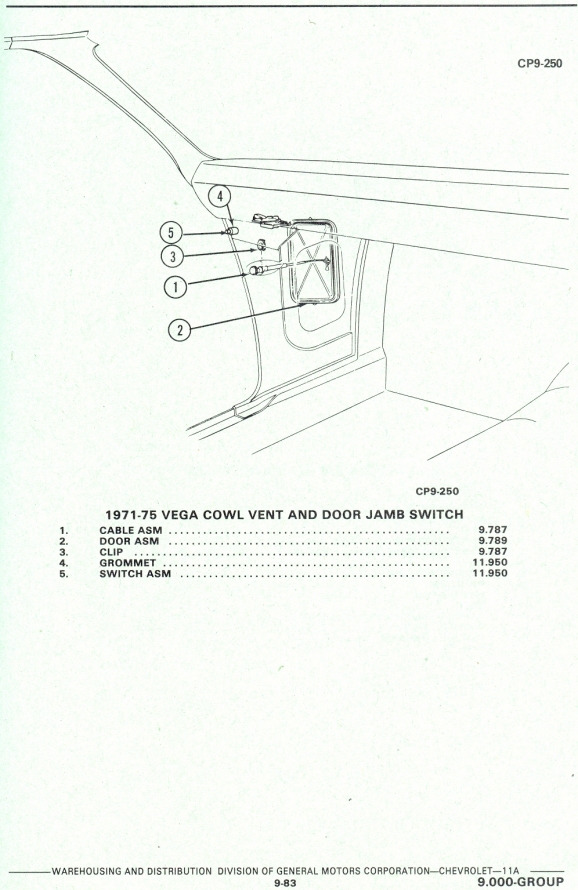 CP9-250
4
5
3
1
2
CP9-250
1971-75 VEGA COWL VENT AND DOOR JAMB SWITCH
1. CABLE ASM 9.787
2. DOOR ASM 9.789
3. CLIP 9.787
4. GROMMET 11.950
5. SWITCH ASM 11.950
WAREHOUSING AND DISTRIBUTION DIVISION OF GENERAL MOTORS CORPORATION—CHEVROLET—11A
9-83
9.000-GROUP